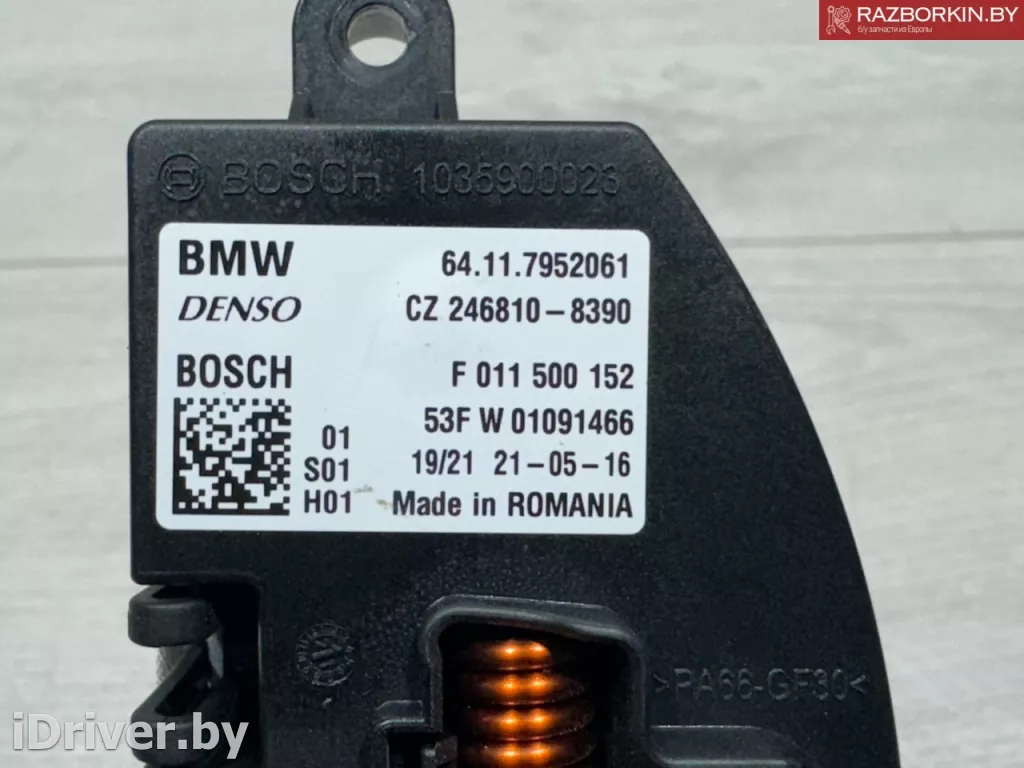 RAZBORKIN.BY
б/у запчасти из Европы
BOSCH 1035900023
BMW 64.11.7952061
DENSO CZ 246810-8390
BOSCH F 011 500 152
53F W 01091466
01
S01 19/21 21-05-16
H01 Made in ROMANIA
>PA66-GF30<
iDriver.by